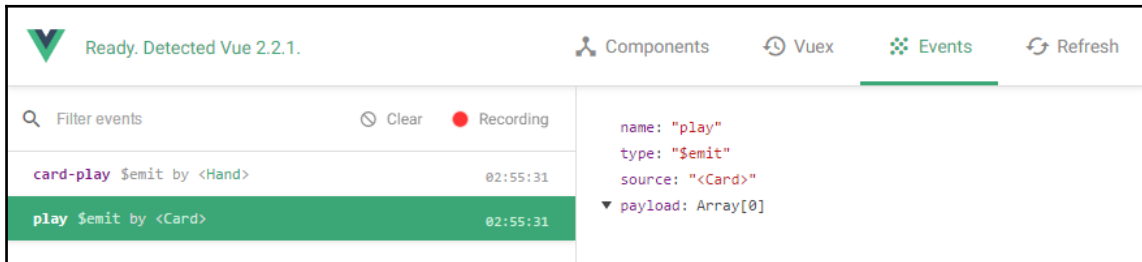 Ready. Detected Vue 2.2.1.
Components
Vuex
Events
Refresh
Filter events
Clear
Recording
card-play $emit by <Hand>
02:55:31
play $emit by <Card>
02:55:31
name: "play"
type: "$emit"
source: "<Card>"
payload: Array[0]